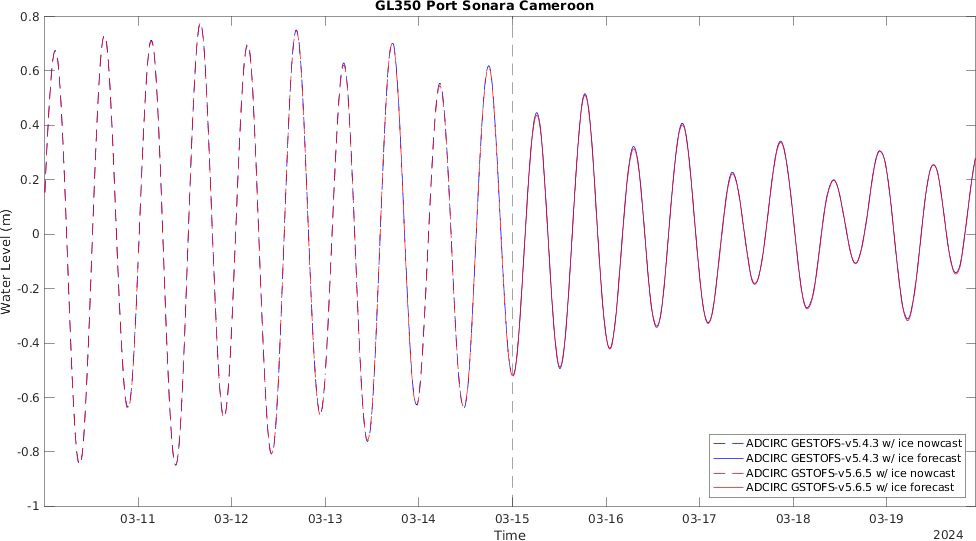 GL350 Port Sonara Cameroon
0.8
0.6
0.4
0.2
0
-0.2
-0.4
-0.6
-0.8
-1
Water Level (m)
ADCIRC GESTOFS-v5.4.3 w/ ice nowcast
ADCIRC GESTOFS-v5.4.3 w/ ice forecast
ADCIRC GSTOFS-v5.6.5 w/ ice nowcast
ADCIRC GSTOFS-v5.6.5 w/ ice forecast
03-11 03-12 03-13 03-14 03-15 03-16 03-17 03-18 03-19
Time
2024